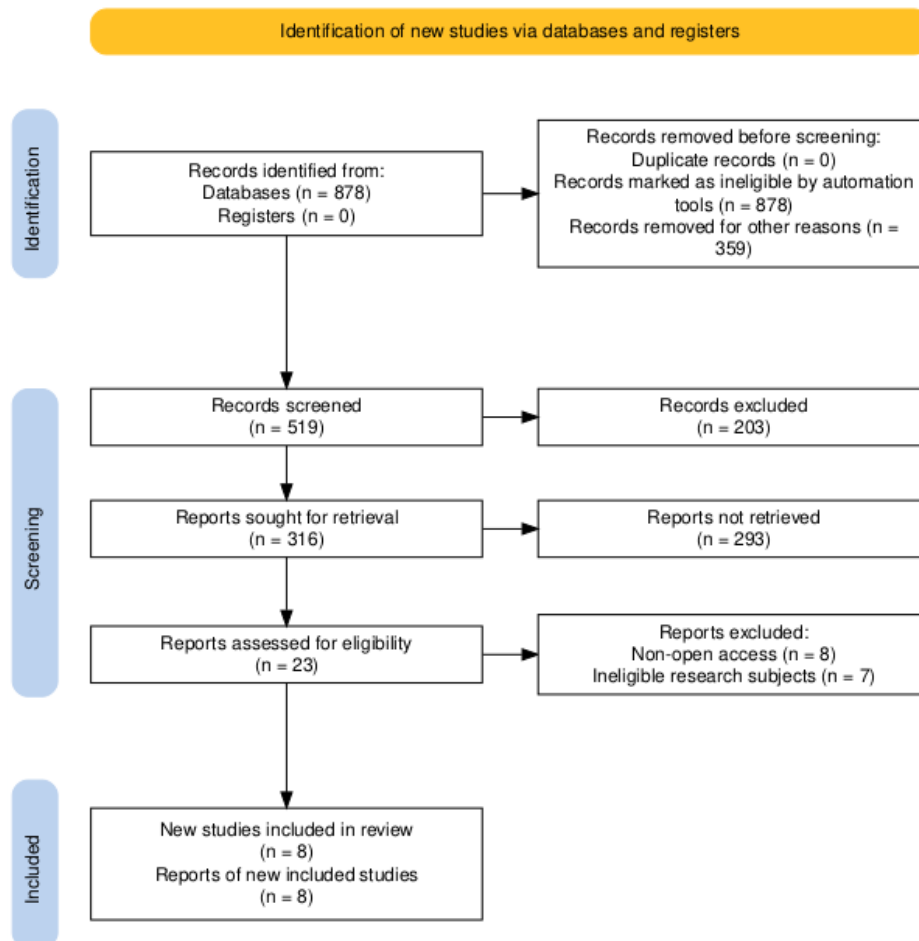 Identification of new studies via databases and registers
Identification
Records identified from:
Databases (n = 878)
Registers (n = 0)
Records removed before screening:
Duplicate records (n = 0)
Records marked as ineligible by automation
tools (n = 878)
Records removed for other reasons (n =
359)
Screening
Records screened
(n = 519)
Records excluded
(n = 203)
Reports sought for retrieval
(n = 316)
Reports not retrieved
(n = 293)
Reports assessed for eligibility
(n = 23)
Reports excluded:
Non-open access (n = 8)
Ineligible research subjects (n = 7)
Included
New studies included in review
(n = 8)
Reports of new included studies
(n = 8)